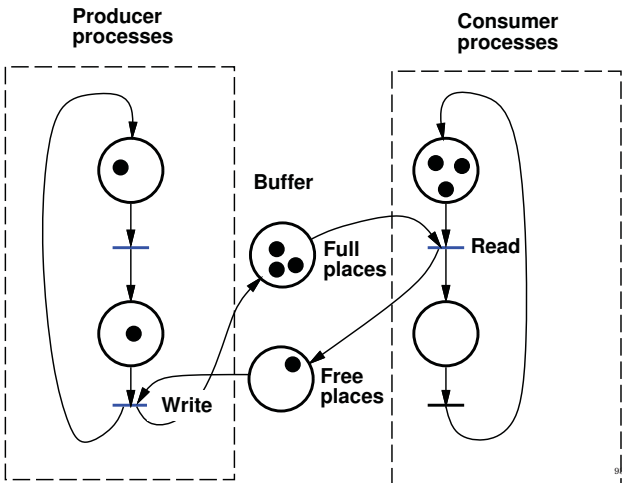 Producer
processes
Consumer
processes
Buffer
Full
places
Read
Free
places
Write